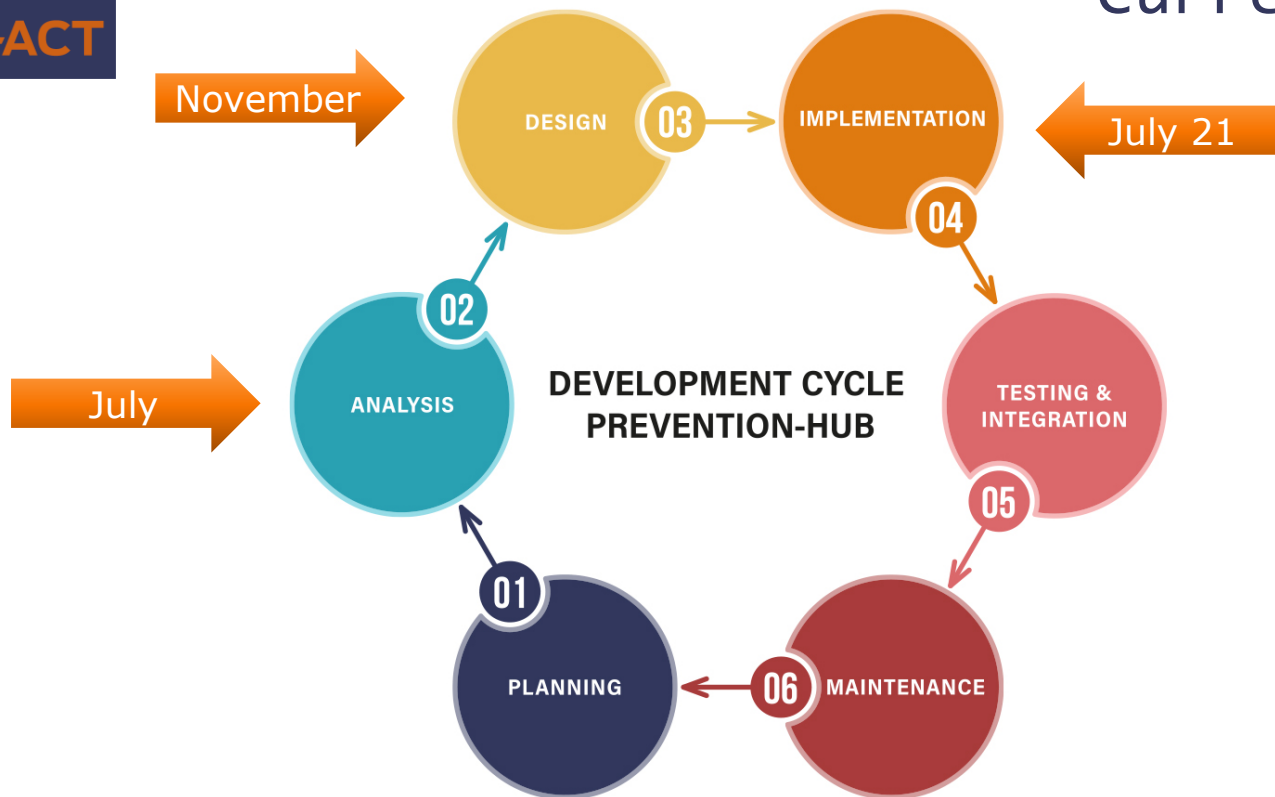 ACT
November
DESIGN
03
IMPLEMENTATION
July 21
04
02
ANALYSIS
July
DEVELOPMENT CYCLE
PREVENTION-HUB
TESTING &
INTEGRATION
05
01
PLANNING
06
MAINTENANCE